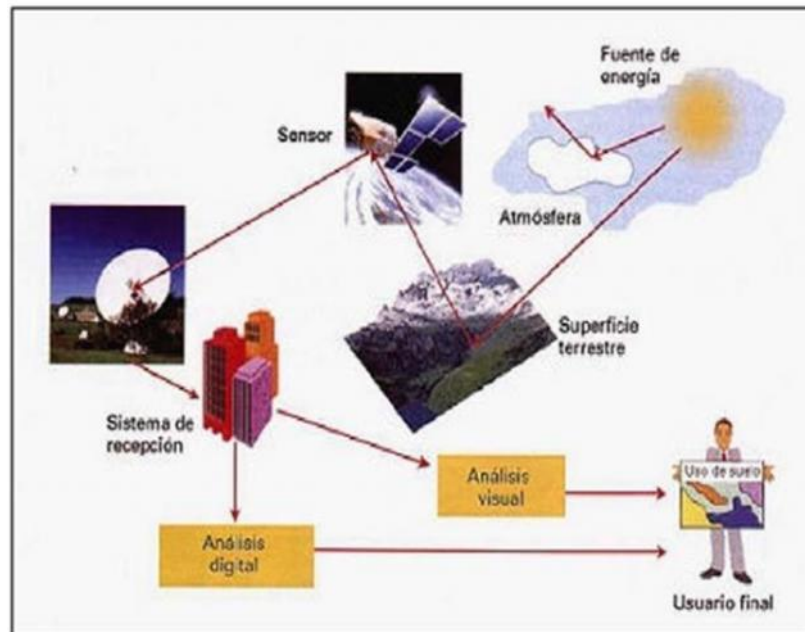 Fuente de
energía
Sensor
Atmósfera
Superficie
terrestre
Sistema de
recepción
Análisis
visual
Uso de suelo
Análisis
digital
Usuario final